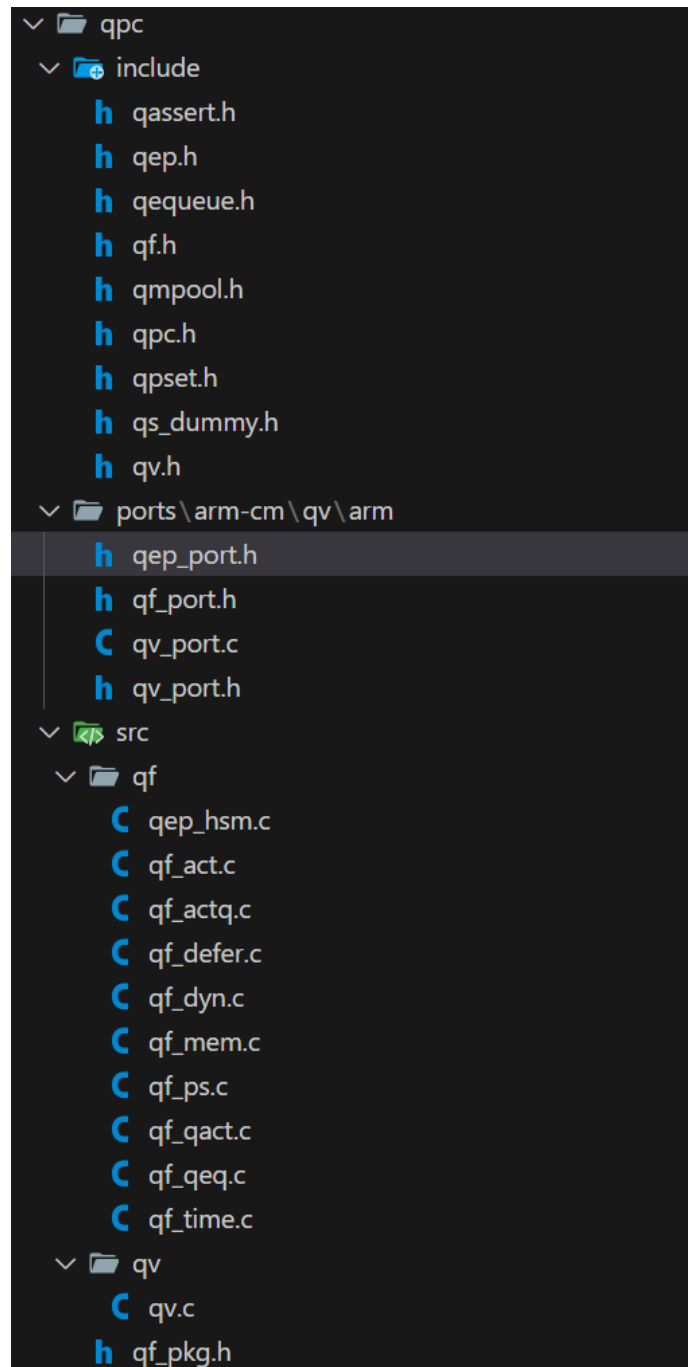 qpc
include
h qassert.h
h qep.h
h qequeue.h
h qf.h
h qmpool.h
h qpc.h
h qpset.h
h qs_dummy.h
h qv.h
ports\arm-cm\qv\arm
h qep_port.h
h qf_port.h
C qv_port.c
h qv_port.h
src
qf
C qep_hsm.c
C qf_act.c
C qf_actq.c
C qf_defer.c
C qf_dyn.c
C qf_mem.c
C qf_ps.c
C qf_qact.c
C qf_qeq.c
C qf_time.c
qv
C qv.c
h qf_pkg.h